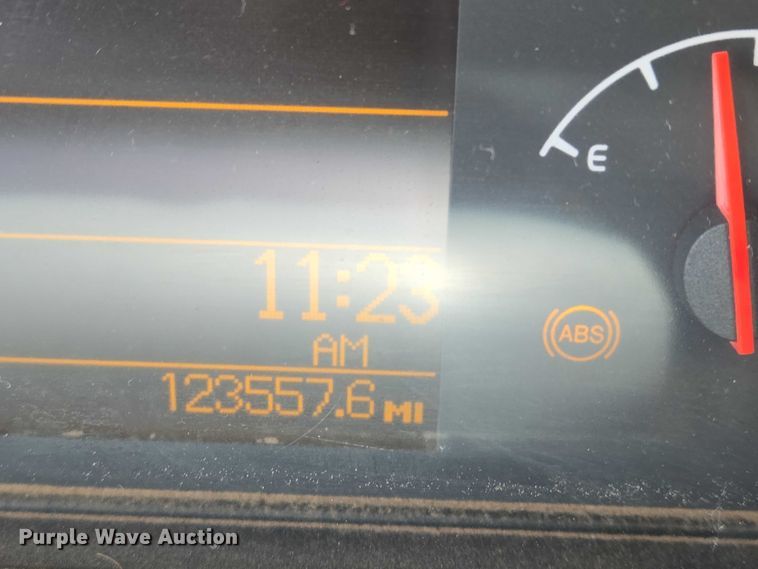 E
11:23
AM
ABS
123557.6 MI
Purple Wave Auction